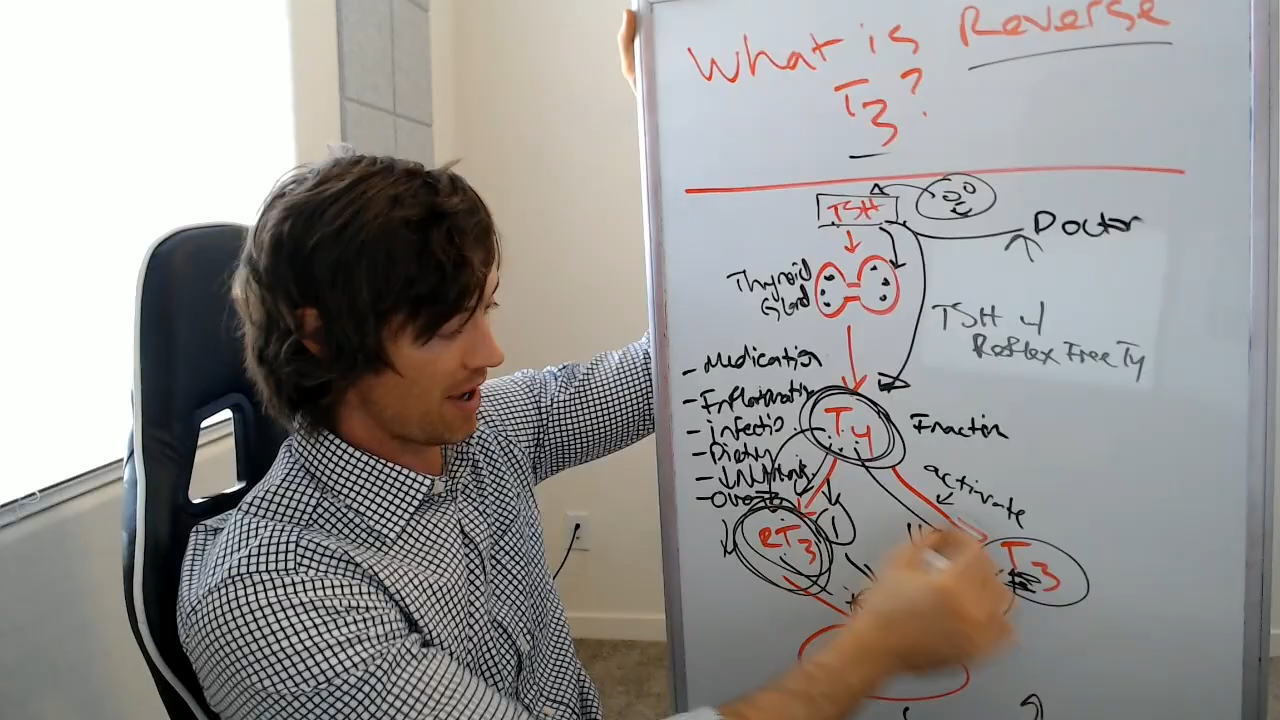 What is Reverse
T3?
TSH
Doctor
Thyroid
Gland
TSH w/
Reflex Free T4
- Medication
- Inflammation
- infection
T4
Fraction
activate
RT3
T3